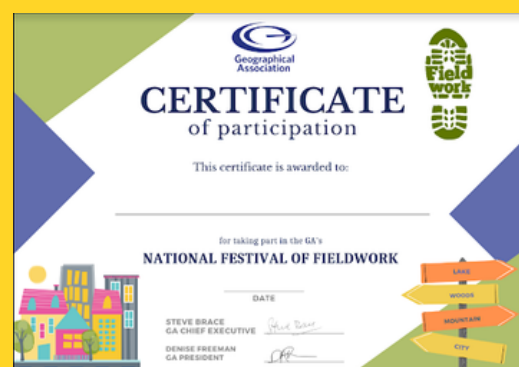 Geographical
Association
Field
work
CERTIFICATE
of participation
This certificate is awarded to:
for taking part in the GA's
NATIONAL FESTIVAL OF FIELDWORK
DATE
STEVE BRACE
GA CHIEF EXECUTIVE
DENISE FREEMAN
GA PRESIDENT
LAKE
WOODS
MOUNTAIN
CITY